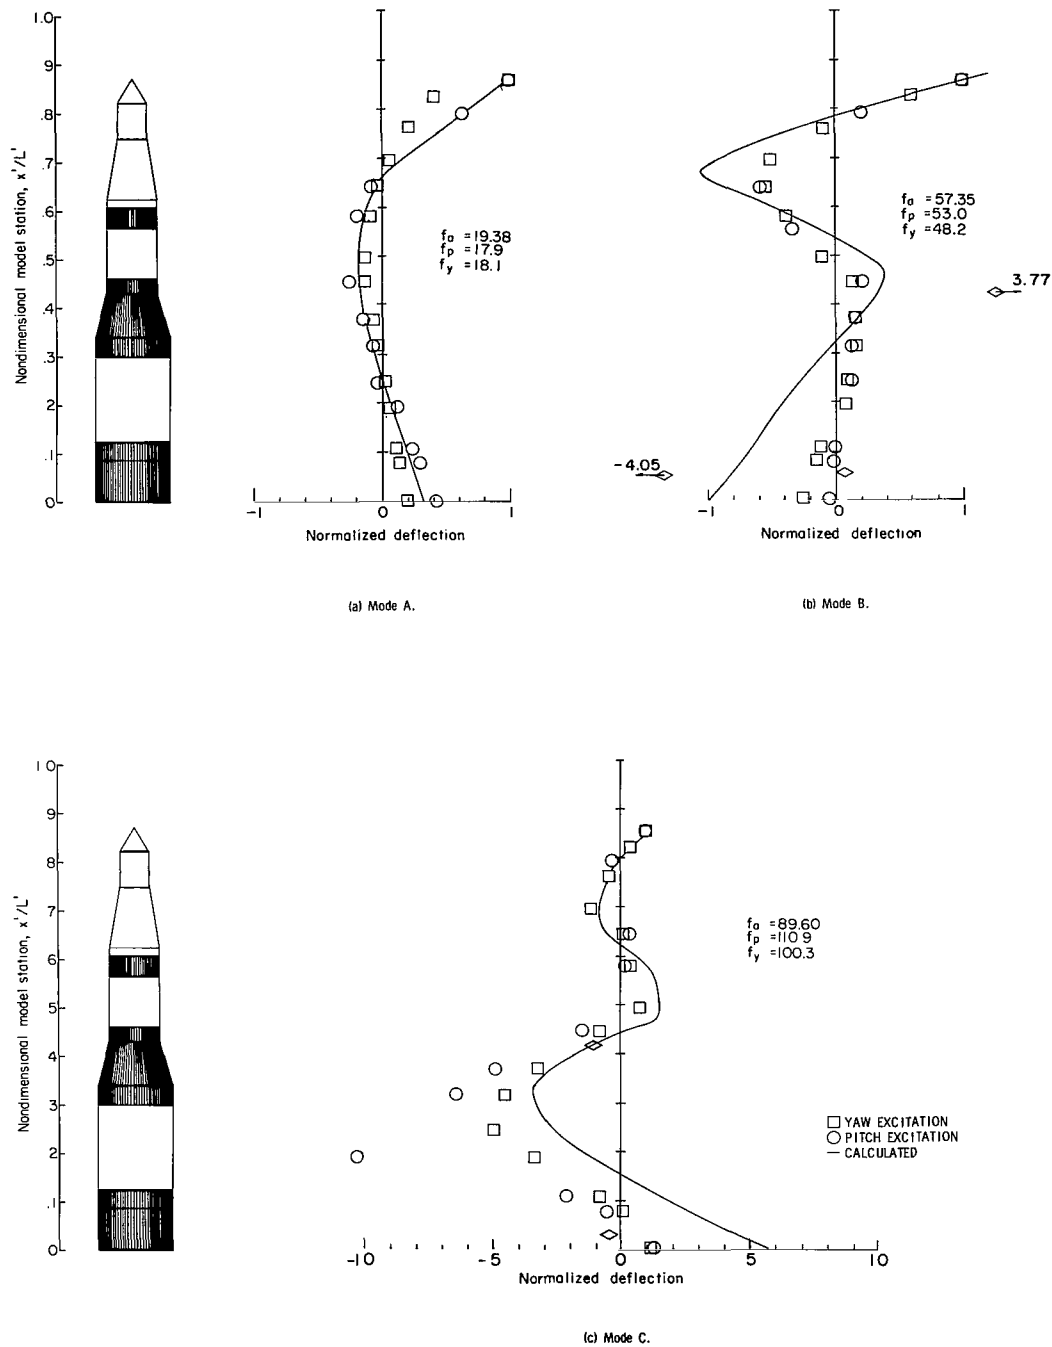 1.0
.9
.8
.7
.6
.5
.4
.3
.2
.1
0
Nondimensional model station, x'/L'
fa =19.38
fp =17.9
fy =18.1
-1 0 1
Normalized deflection
(a) Mode A.
fa =57.35
fp =53.0
fy =48.2
3.77
-4.05
-1 0 1
Normalized deflection
(b) Mode B.
1 0
9
8
7
6
5
4
3
2
.1
0
Nondimensional model station, x'/L'
fa =89.60
fp =110 9
fy =100.3
YAW EXCITATION
PITCH EXCITATION
CALCULATED
-10 -5 0 5 10
Normalized deflection
(c) Mode C.